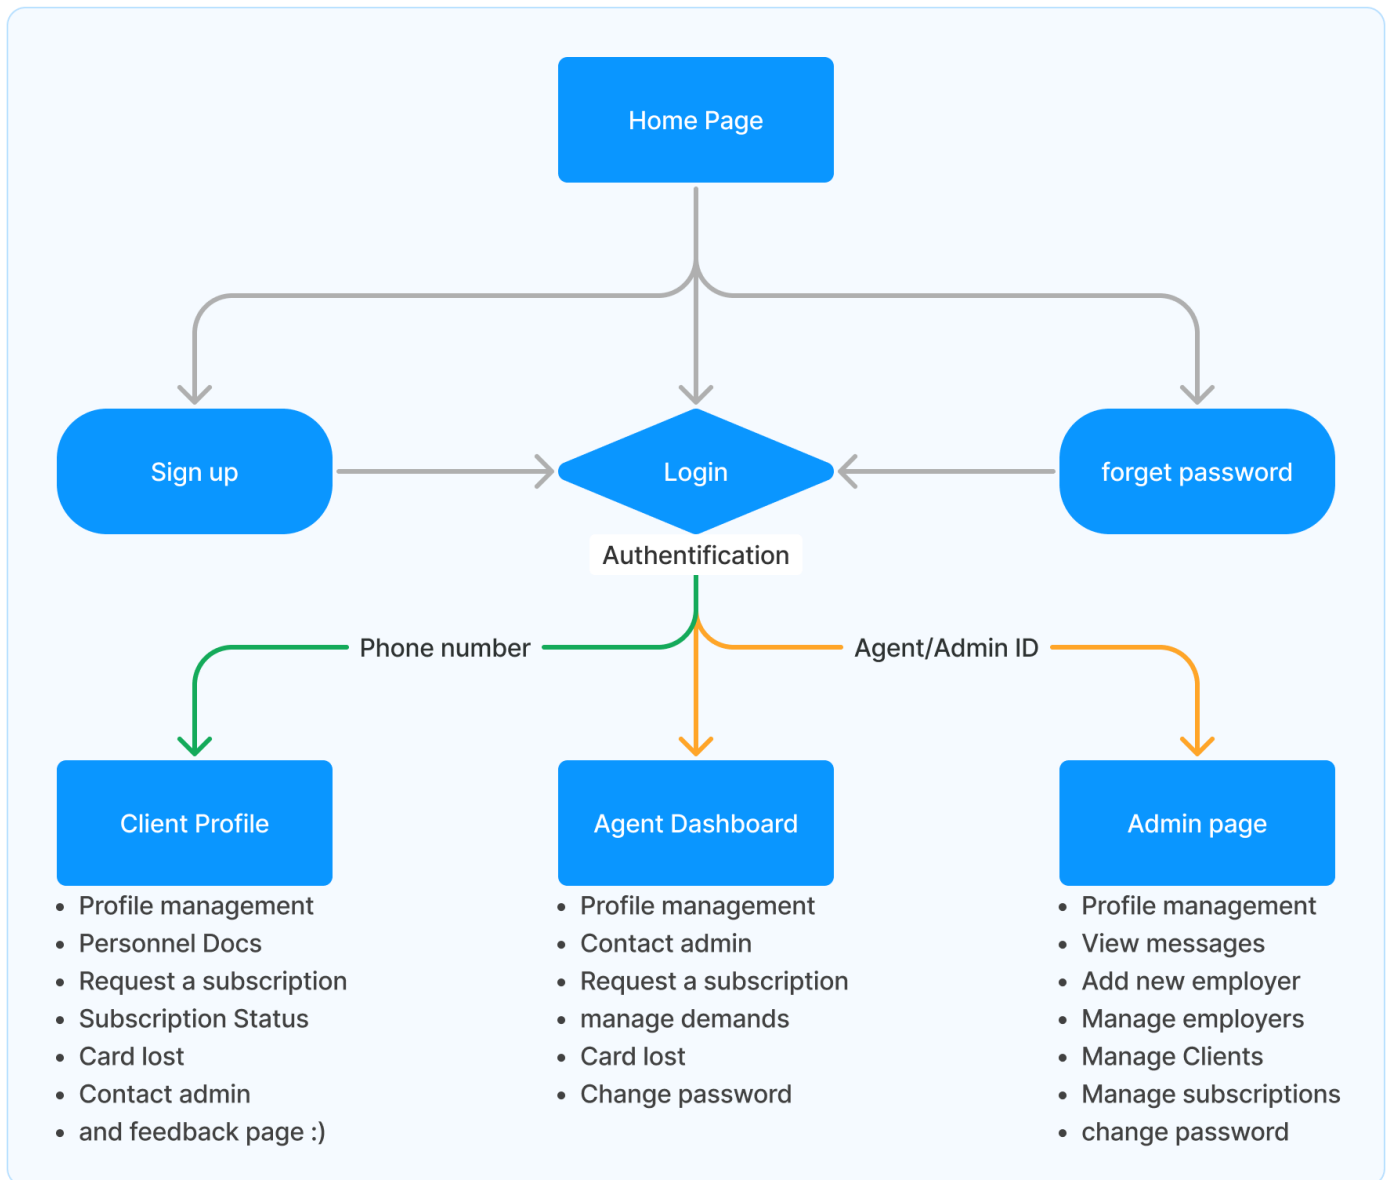 Home Page
Sign up
Login
forget password
Authentification
Phone number
Agent/Admin ID
Client Profile
Agent Dashboard
Admin page
• Profile management
• Personnel Docs
• Request a subscription
• Subscription Status
• Card lost
• Contact admin
• and feedback page :)
• Profile management
• Contact admin
• Request a subscription
• manage demands
• Card lost
• Change password
• Profile management
• View messages
• Add new employer
• Manage employers
• Manage Clients
• Manage subscriptions
• change password